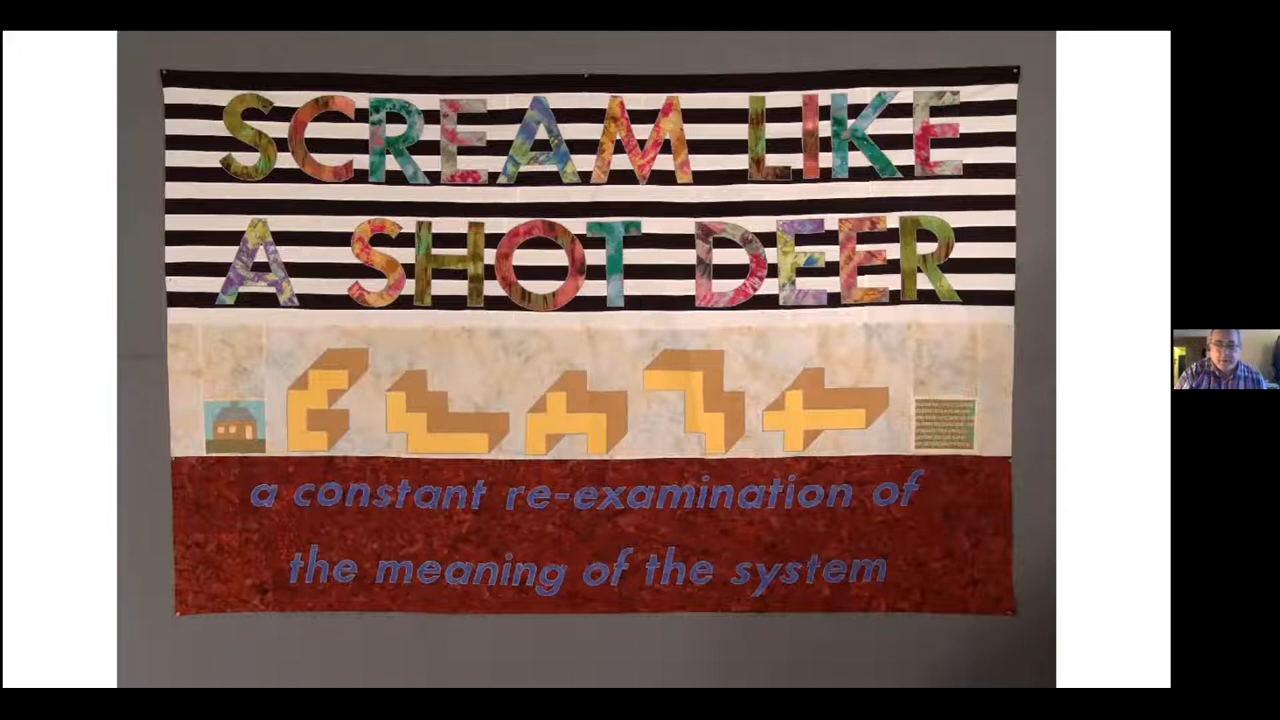 SCREAM LIKE
A SHOT DEER
a constant re-examination of
the meaning of the system